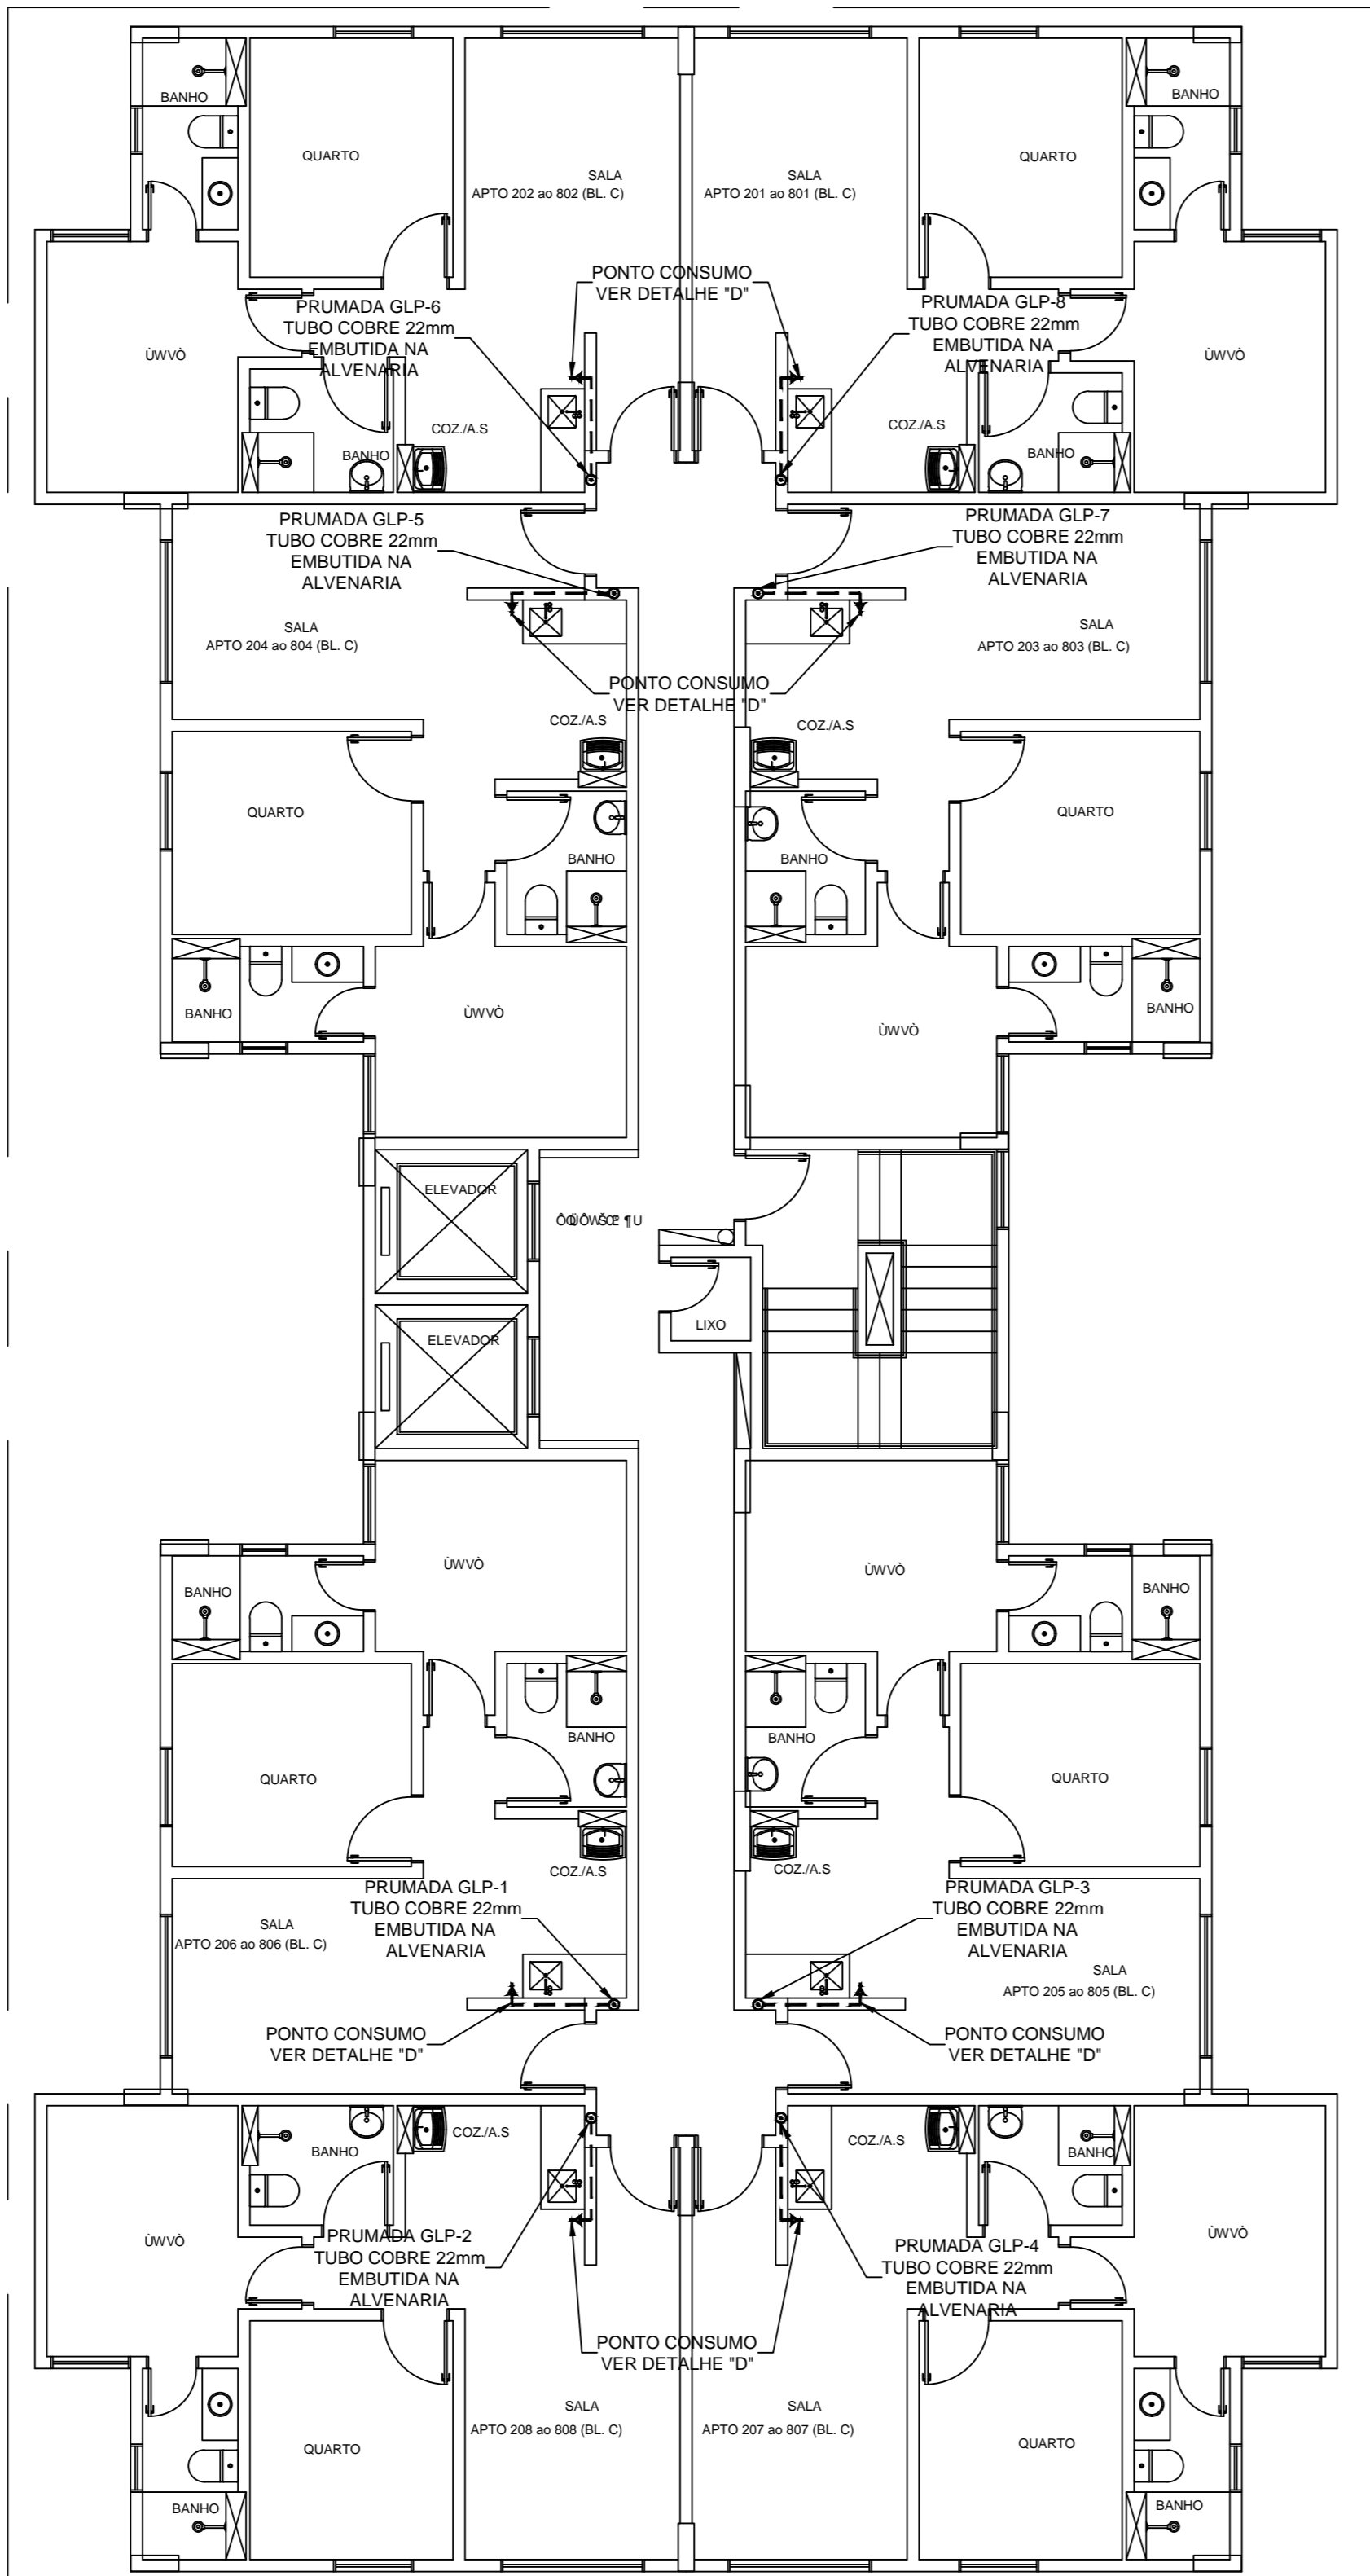 BANHO
QUARTO
SALA
APTO 202 ao 802 (BL. C)
SALA
APTO 201 ao 801 (BL. C)
QUARTO
BANHO
PONTO CONSUMO
VER DETALHE "D"
PRUMADA GLP-6
TUBO COBRE 22mm
EMBUTIDA NA
ALVENARIA
PRUMADA GLP-8
TUBO COBRE 22mm
EMBUTIDA NA
ALVENARIA
ÙWVÒ
ÙWVÒ
COZ./A.S
COZ./A.S
BANHO
BANHO
PRUMADA GLP-5
TUBO COBRE 22mm
EMBUTIDA NA
ALVENARIA
PRUMADA GLP-7
TUBO COBRE 22mm
EMBUTIDA NA
ALVENARIA
SALA
APTO 204 ao 804 (BL. C)
SALA
APTO 203 ao 803 (BL. C)
PONTO CONSUMO
VER DETALHE "D"
COZ./A.S
COZ./A.S
QUARTO
QUARTO
BANHO
BANHO
BANHO
ÙWVÒ
ÙWVÒ
BANHO
ELEVADOR
LIXO
ELEVADOR
ÙWVÒ
ÙWVÒ
BANHO
BANHO
BANHO
BANHO
QUARTO
QUARTO
COZ./A.S
COZ./A.S
PRUMADA GLP-1
TUBO COBRE 22mm
EMBUTIDA NA
ALVENARIA
PRUMADA GLP-3
TUBO COBRE 22mm
EMBUTIDA NA
ALVENARIA
SALA
APTO 206 ao 806 (BL. C)
SALA
APTO 205 ao 805 (BL. C)
PONTO CONSUMO
VER DETALHE "D"
PONTO CONSUMO
VER DETALHE "D"
BANHO
COZ./A.S
COZ./A.S
BANHO
ÙWVÒ
ÙWVÒ
PRUMADA GLP-2
TUBO COBRE 22mm
EMBUTIDA NA
ALVENARIA
PRUMADA GLP-4
TUBO COBRE 22mm
EMBUTIDA NA
ALVENARIA
PONTO CONSUMO
VER DETALHE "D"
SALA
APTO 208 ao 808 (BL. C)
SALA
APTO 207 ao 807 (BL. C)
QUARTO
QUARTO
BANHO
BANHO